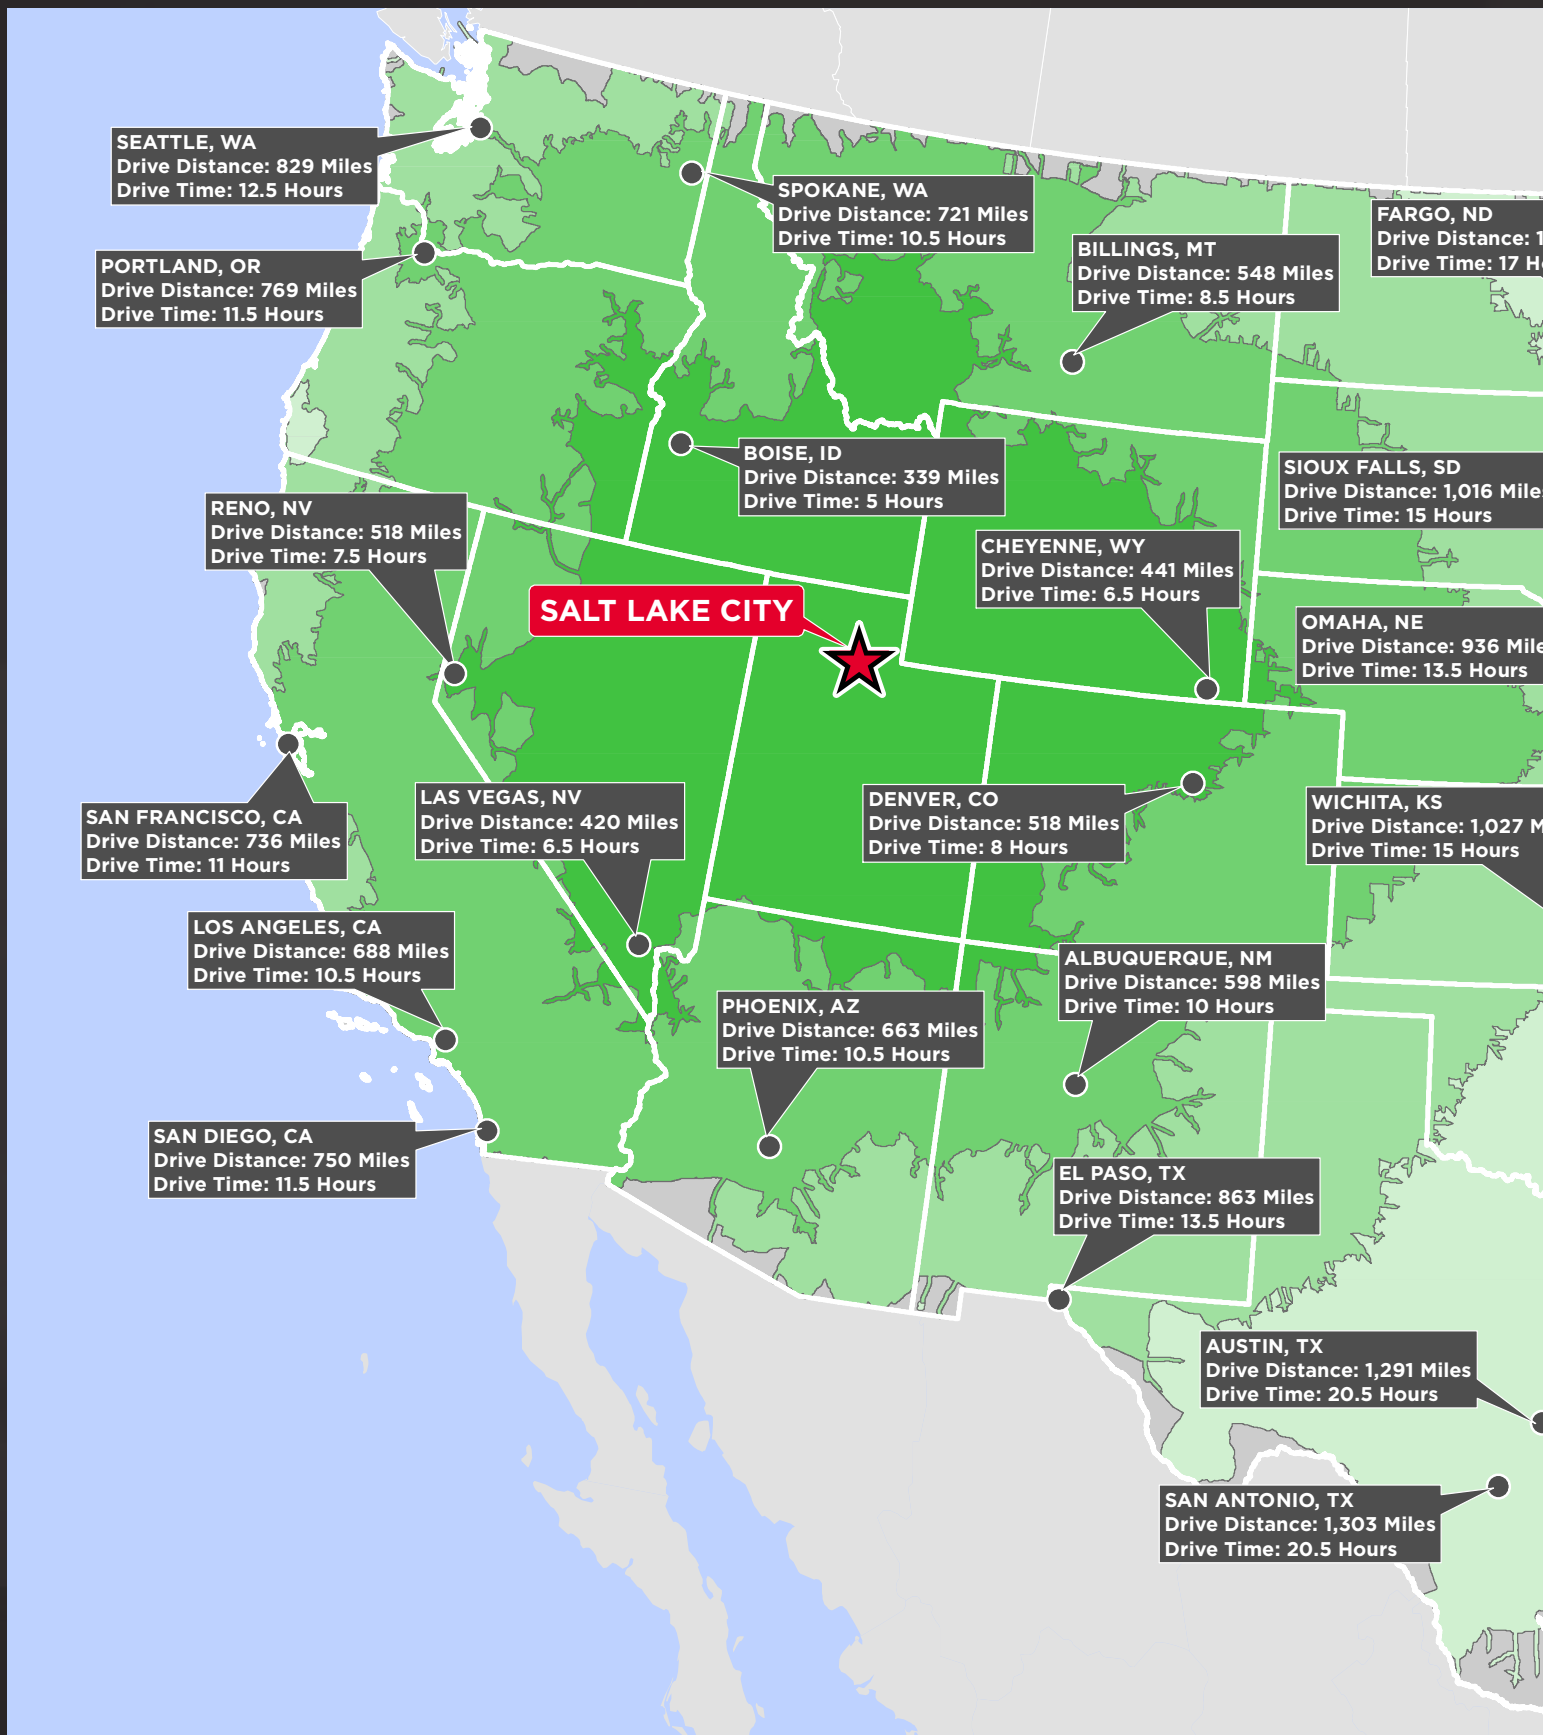 SEATTLE, WA
Drive Distance: 829 Miles
Drive Time: 12.5 Hours
SPOKANE, WA
Drive Distance: 721 Miles
Drive Time: 10.5 Hours
FARGO, ND
Drive Distance: 1
Drive Time: 17 H
PORTLAND, OR
Drive Distance: 769 Miles
Drive Time: 11.5 Hours
BILLINGS, MT
Drive Distance: 548 Miles
Drive Time: 8.5 Hours
BOISE, ID
Drive Distance: 339 Miles
Drive Time: 5 Hours
SIOUX FALLS, SD
Drive Distance: 1,016 Mile
Drive Time: 15 Hours
RENO, NV
Drive Distance: 518 Miles
Drive Time: 7.5 Hours
CHEYENNE, WY
Drive Distance: 441 Miles
Drive Time: 6.5 Hours
SALT LAKE CITY
OMAHA, NE
Drive Distance: 936 Mile
Drive Time: 13.5 Hours
SAN FRANCISCO, CA
Drive Distance: 736 Miles
Drive Time: 11 Hours
LAS VEGAS, NV
Drive Distance: 420 Miles
Drive Time: 6.5 Hours
DENVER, CO
Drive Distance: 518 Miles
Drive Time: 8 Hours
WICHITA, KS
Drive Distance: 1,027 M
Drive Time: 15 Hours
LOS ANGELES, CA
Drive Distance: 688 Miles
Drive Time: 10.5 Hours
ALBUQUERQUE, NM
Drive Distance: 598 Miles
Drive Time: 10 Hours
PHOENIX, AZ
Drive Distance: 663 Miles
Drive Time: 10.5 Hours
SAN DIEGO, CA
Drive Distance: 750 Miles
Drive Time: 11.5 Hours
EL PASO, TX
Drive Distance: 863 Miles
Drive Time: 13.5 Hours
AUSTIN, TX
Drive Distance: 1,291 Miles
Drive Time: 20.5 Hours
SAN ANTONIO, TX
Drive Distance: 1,303 Miles
Drive Time: 20.5 Hours